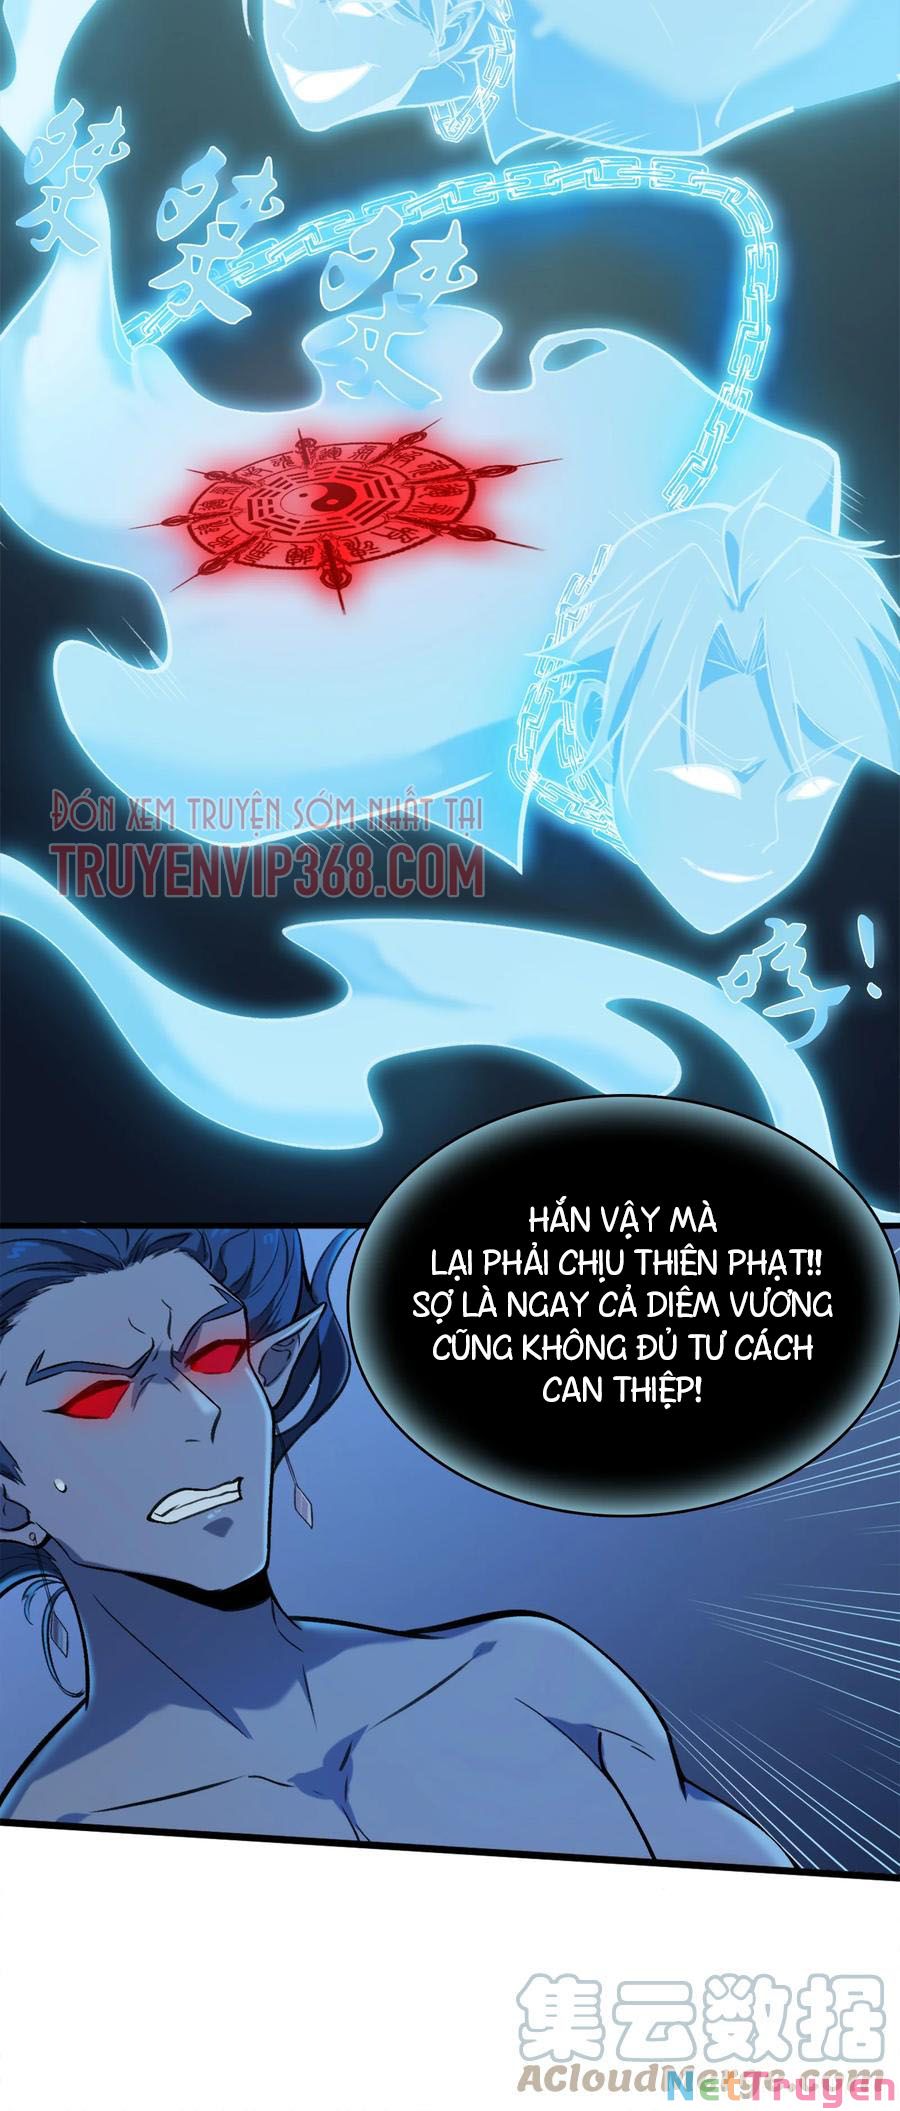 ĐÓN XEM TRUYỆN SỚM NHẤT TẠI
TRUYENVIP368.COM
哼!
HẮN VẬY MÀ
LẠI PHẢI CHỊU THIÊN PHẠT!!
SỢ LÀ NGAY CẢ DIÊM VƯƠNG
CŨNG KHÔNG ĐỦ TƯ CÁCH
CAN THIỆP!
集云数据
AcloudMerge.com
NetTruyen